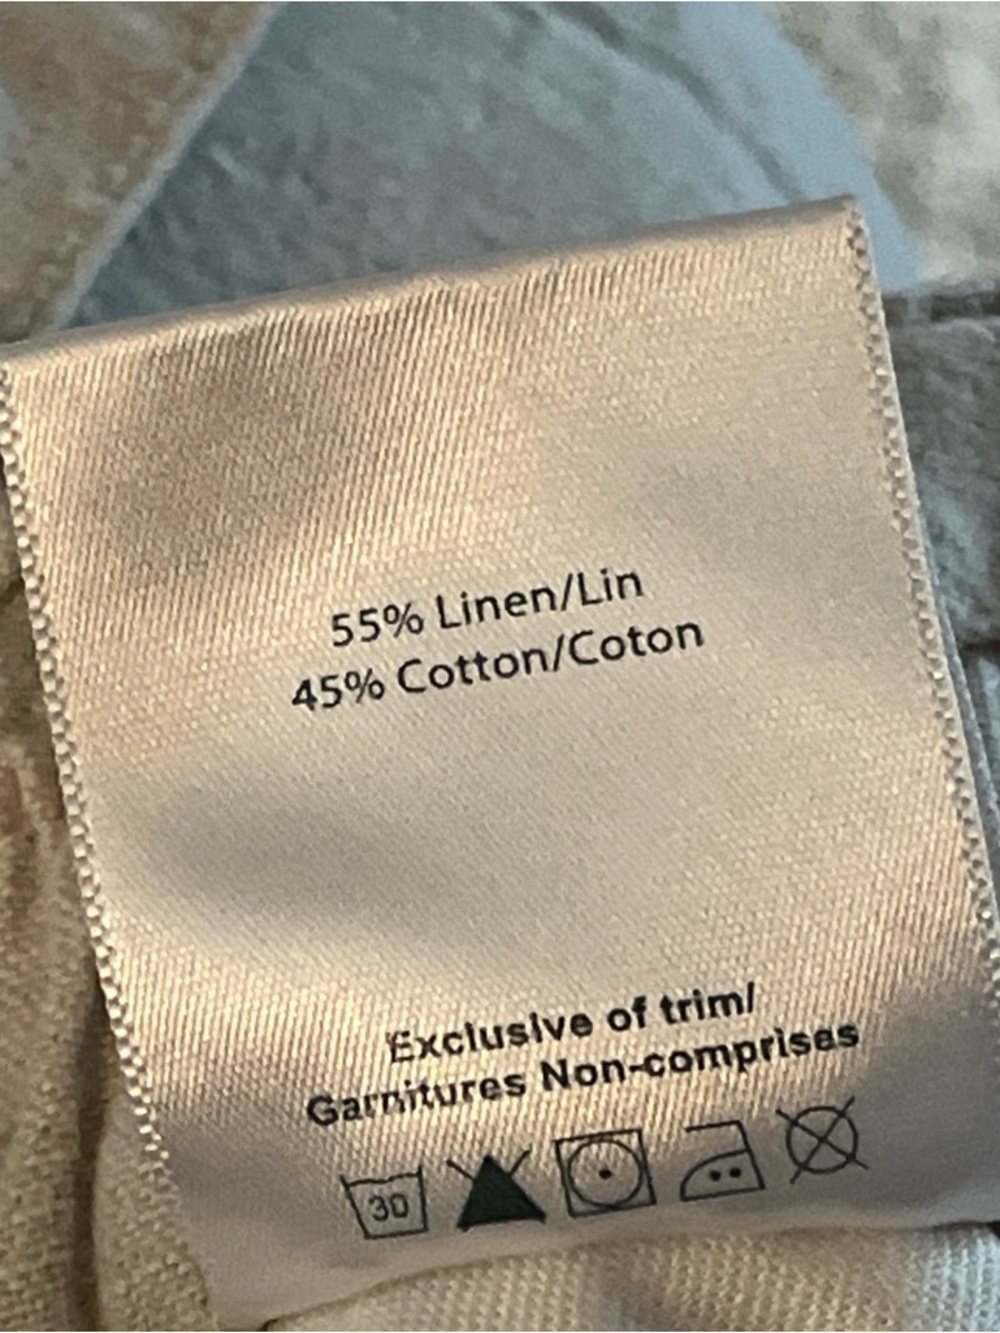 55% Linen/Lin
45% Cotton/Coton
Exclusive of trim/
Garnitures Non-comprises
30